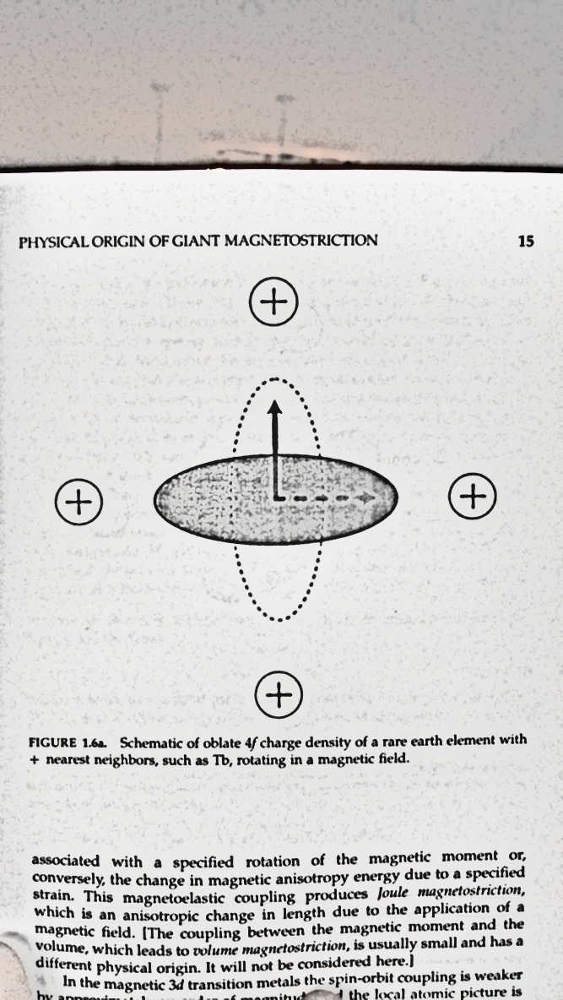 PHYSICAL ORIGIN OF GIANT MAGNETOSTRICTION 15
+
+ +
+
FIGURE 1.6a. Schematic of oblate 4f charge density of a rare earth element with
+ nearest neighbors, such as Tb, rotating in a magnetic field.
associated with a specified rotation of the magnetic moment or,
conversely, the change in magnetic anisotropy energy due to a specified
strain. This magnetoelastic coupling produces Joule magnetostriction,
which is an anisotropic change in length due to the application of a
magnetic field. [The coupling between the magnetic moment and the
volume, which leads to volume magnetostriction, is usually small and has a
different physical origin. It will not be considered here.]
In the magnetic 3d transition metals the spin-orbit coupling is weaker
by the local atomic picture is